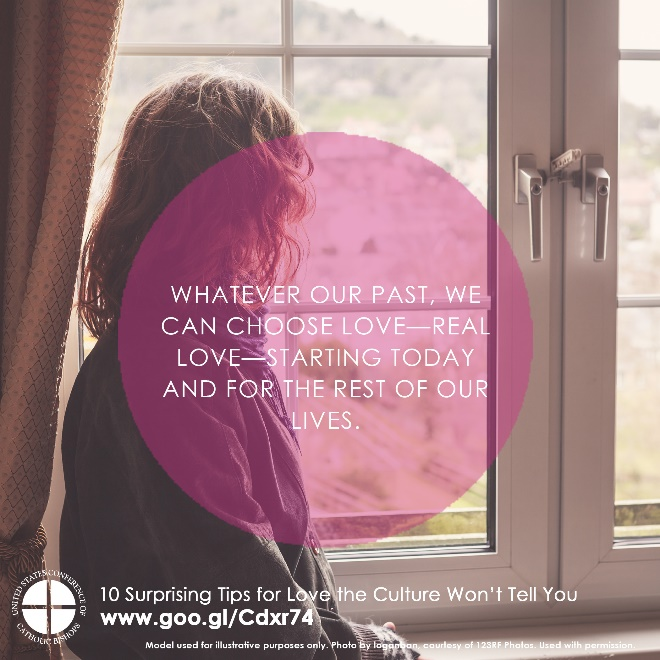 WHATEVER OUR PAST, WE
CAN CHOOSE LOVE—REAL
LOVE—STARTING TODAY
AND FOR THE REST OF OUR
LIVES.
UNITED STATES CONFERENCE OF
CATHOLIC BISHOPS
10 Surprising Tips for Love the Culture Won't Tell You
www.goo.gl/Cdxr74
Model used for illustrative purposes only. Photo by loganban, courtesy of 123RF Photos. Used with permission.